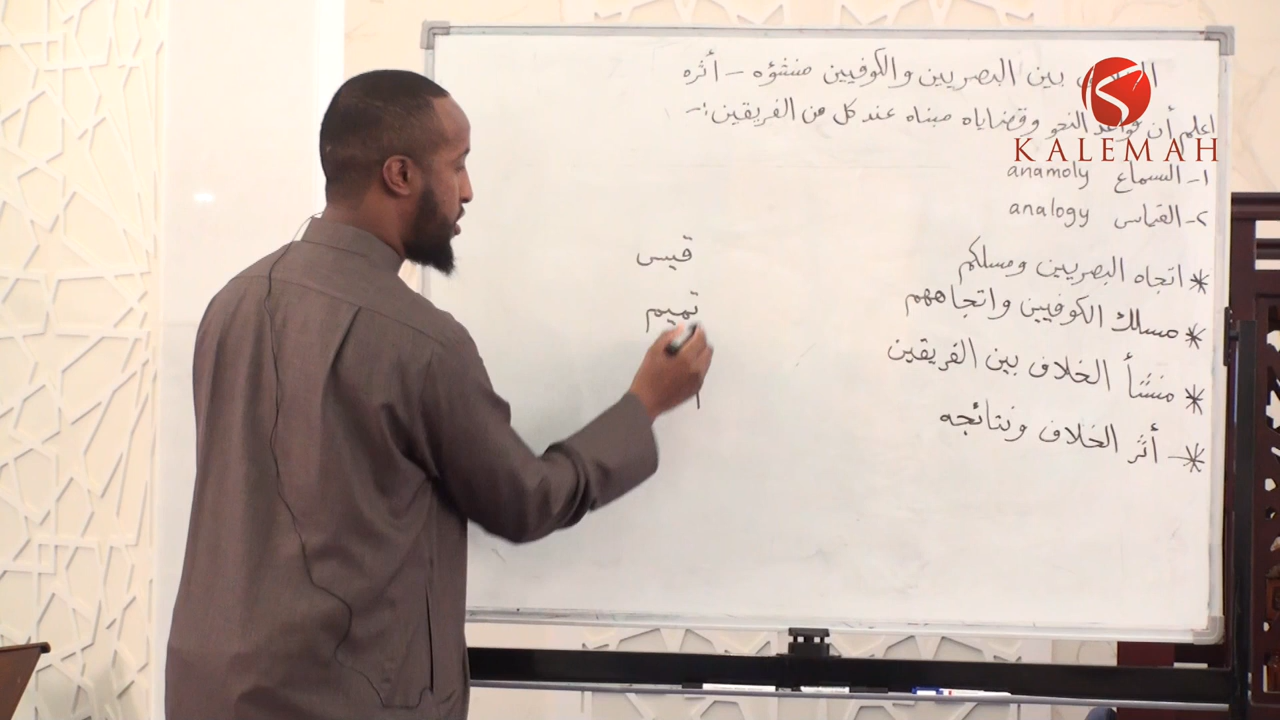 بين البصريين والكوفيين منشؤه - أثره
اعلم أن قواعد النحو وقضاياه مبناه عند كل من الفريقين:-
KALEMAH
١- السماع anamoly
٢- القياس analogy
* اتجاه البصريين ومسلكم
* مسلك الكوفيين واتجاههم
* منشأ الخلاف بين الفريقين
* أثر الخلاف ونتائجه
قيس
تميم